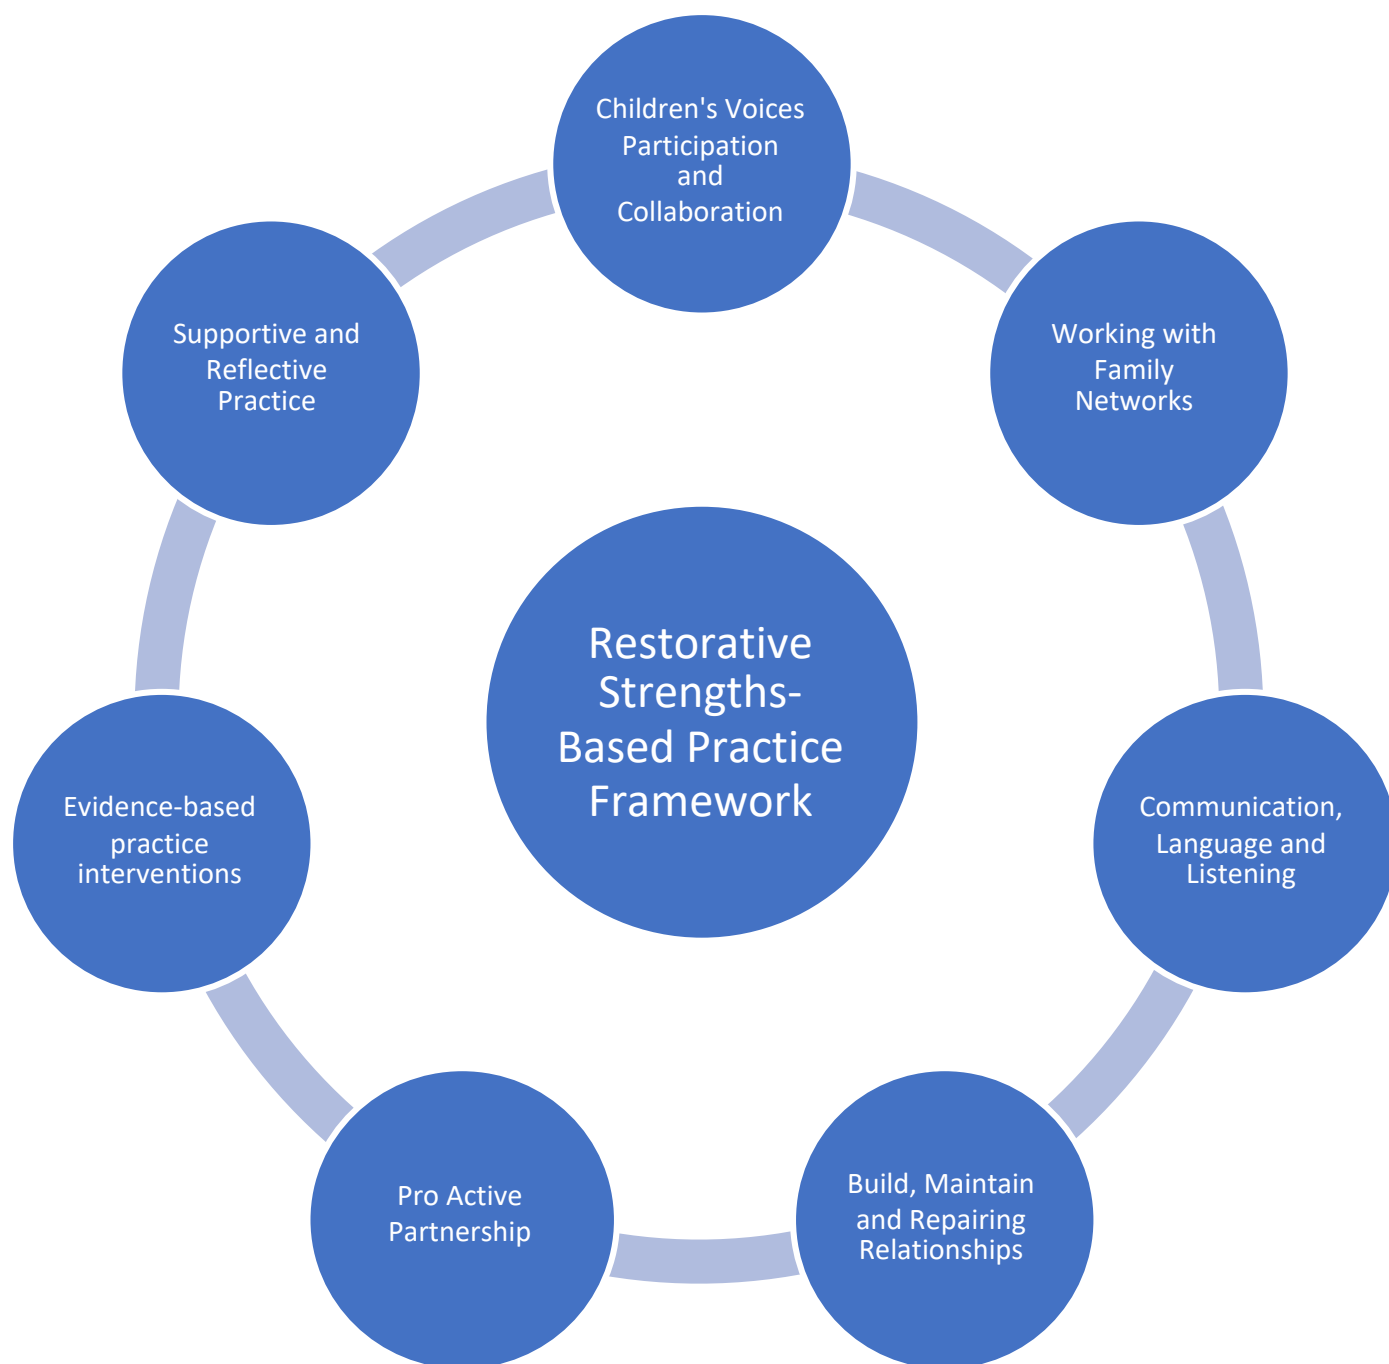 Children's Voices
Participation
and
Collaboration
Working with
Family
Networks
Communication,
Language and
Listening
Build, Maintain
and Repairing
Relationships
Pro Active
Partnership
Evidence-based
practice
interventions
Supportive and
Reflective
Practice
Restorative
Strengths-
Based Practice
Framework